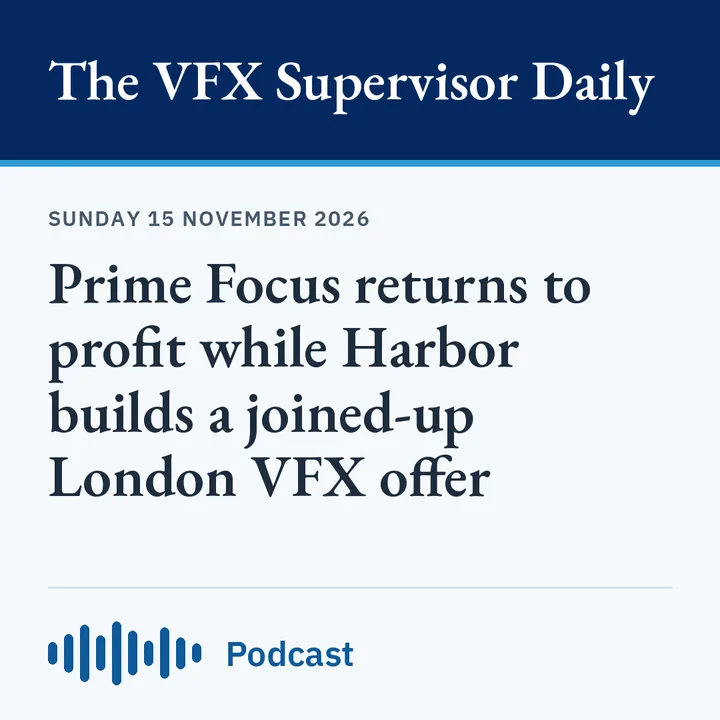 The VFX Supervisor Daily
SUNDAY 15 NOVEMBER 2026
Prime Focus returns to
profit while Harbor
builds a joined-up
London VFX offer
Podcast